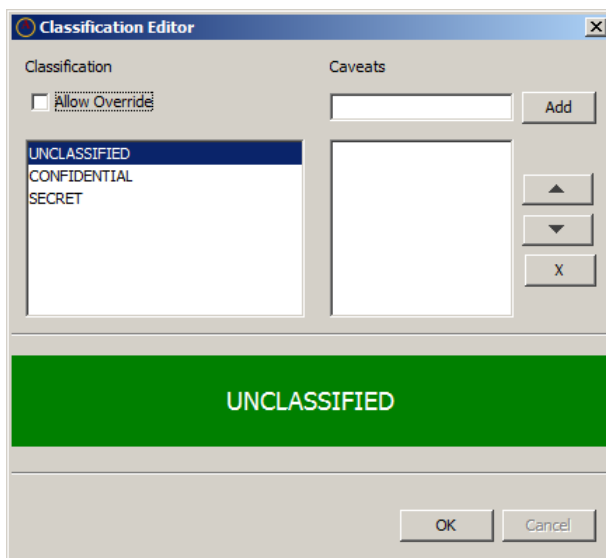 Classification Editor
Classification
Caveats
Allow Override
Add
UNCLASSIFIED
CONFIDENTIAL
SECRET
X
UNCLASSIFIED
OK
Cancel